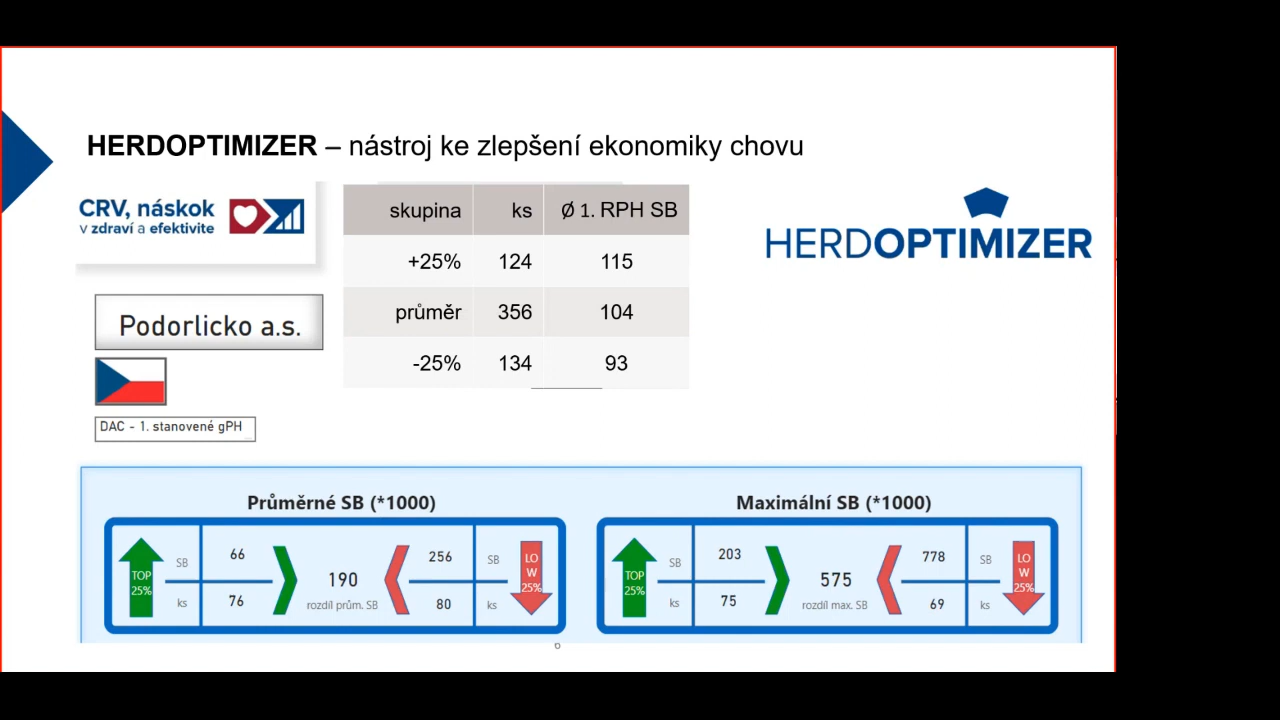 HERDOPTIMIZER – nástroj ke zlepšení ekonomiky chovu
CRV, náskok
v zdraví a efektivite
skupina ks Ø 1. RPH SB
+25% 124 115
průměr 356 104
-25% 134 93
HERDOPTIMIZER
Podorlicko a.s.
DAC - 1. stanovené gPH
Průměrné SB (*1000)
TOP
25%
SB 66
ks 76
190
rozdíl prům. SB
256 SB
80 ks
LO
W
25%
Maximální SB (*1000)
TOP
25%
SB 203
ks 75
575
rozdíl max. SB
778 SB
69 ks
LO
W
25%